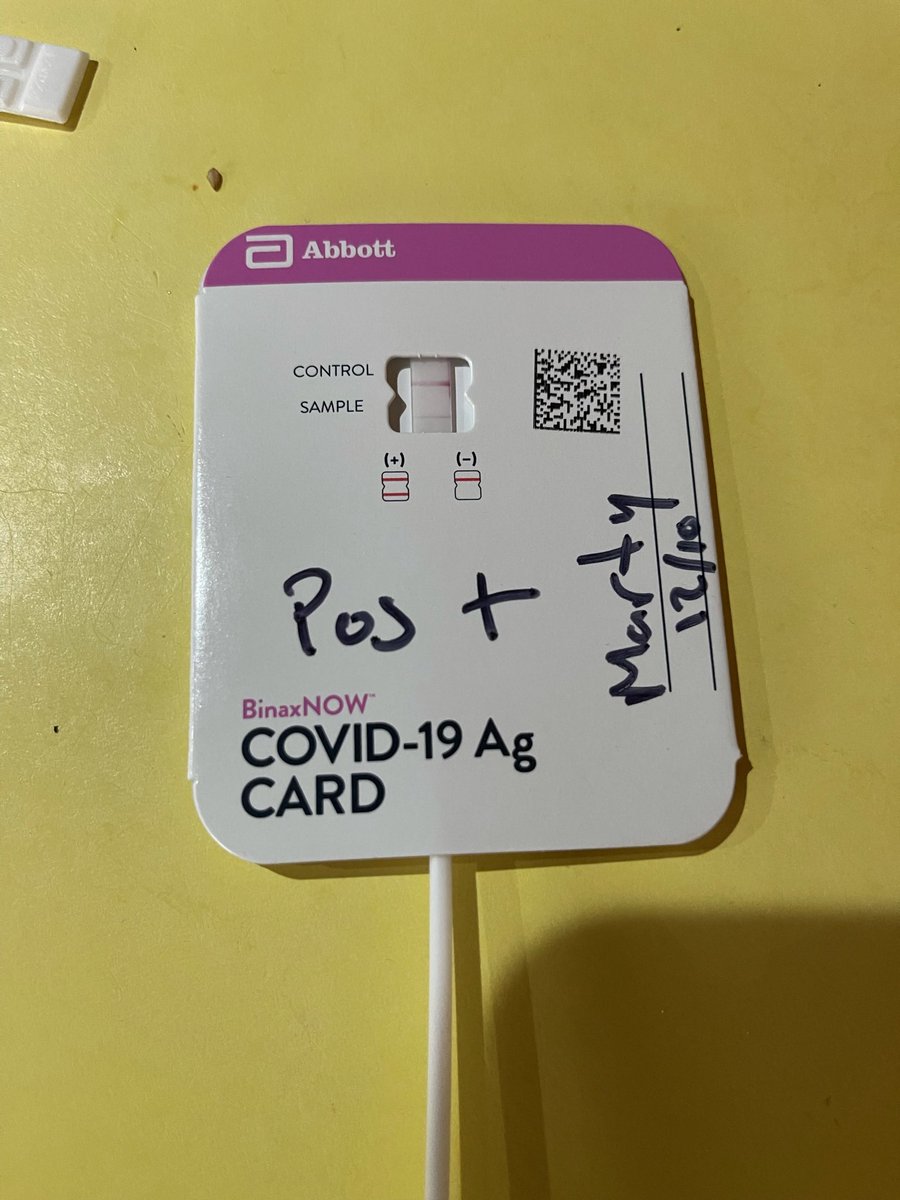 Abbott
CONTROL
SAMPLE
(+) (-)
Pos +
Marty
12/10
BinaxNOW™
COVID-19 Ag
CARD